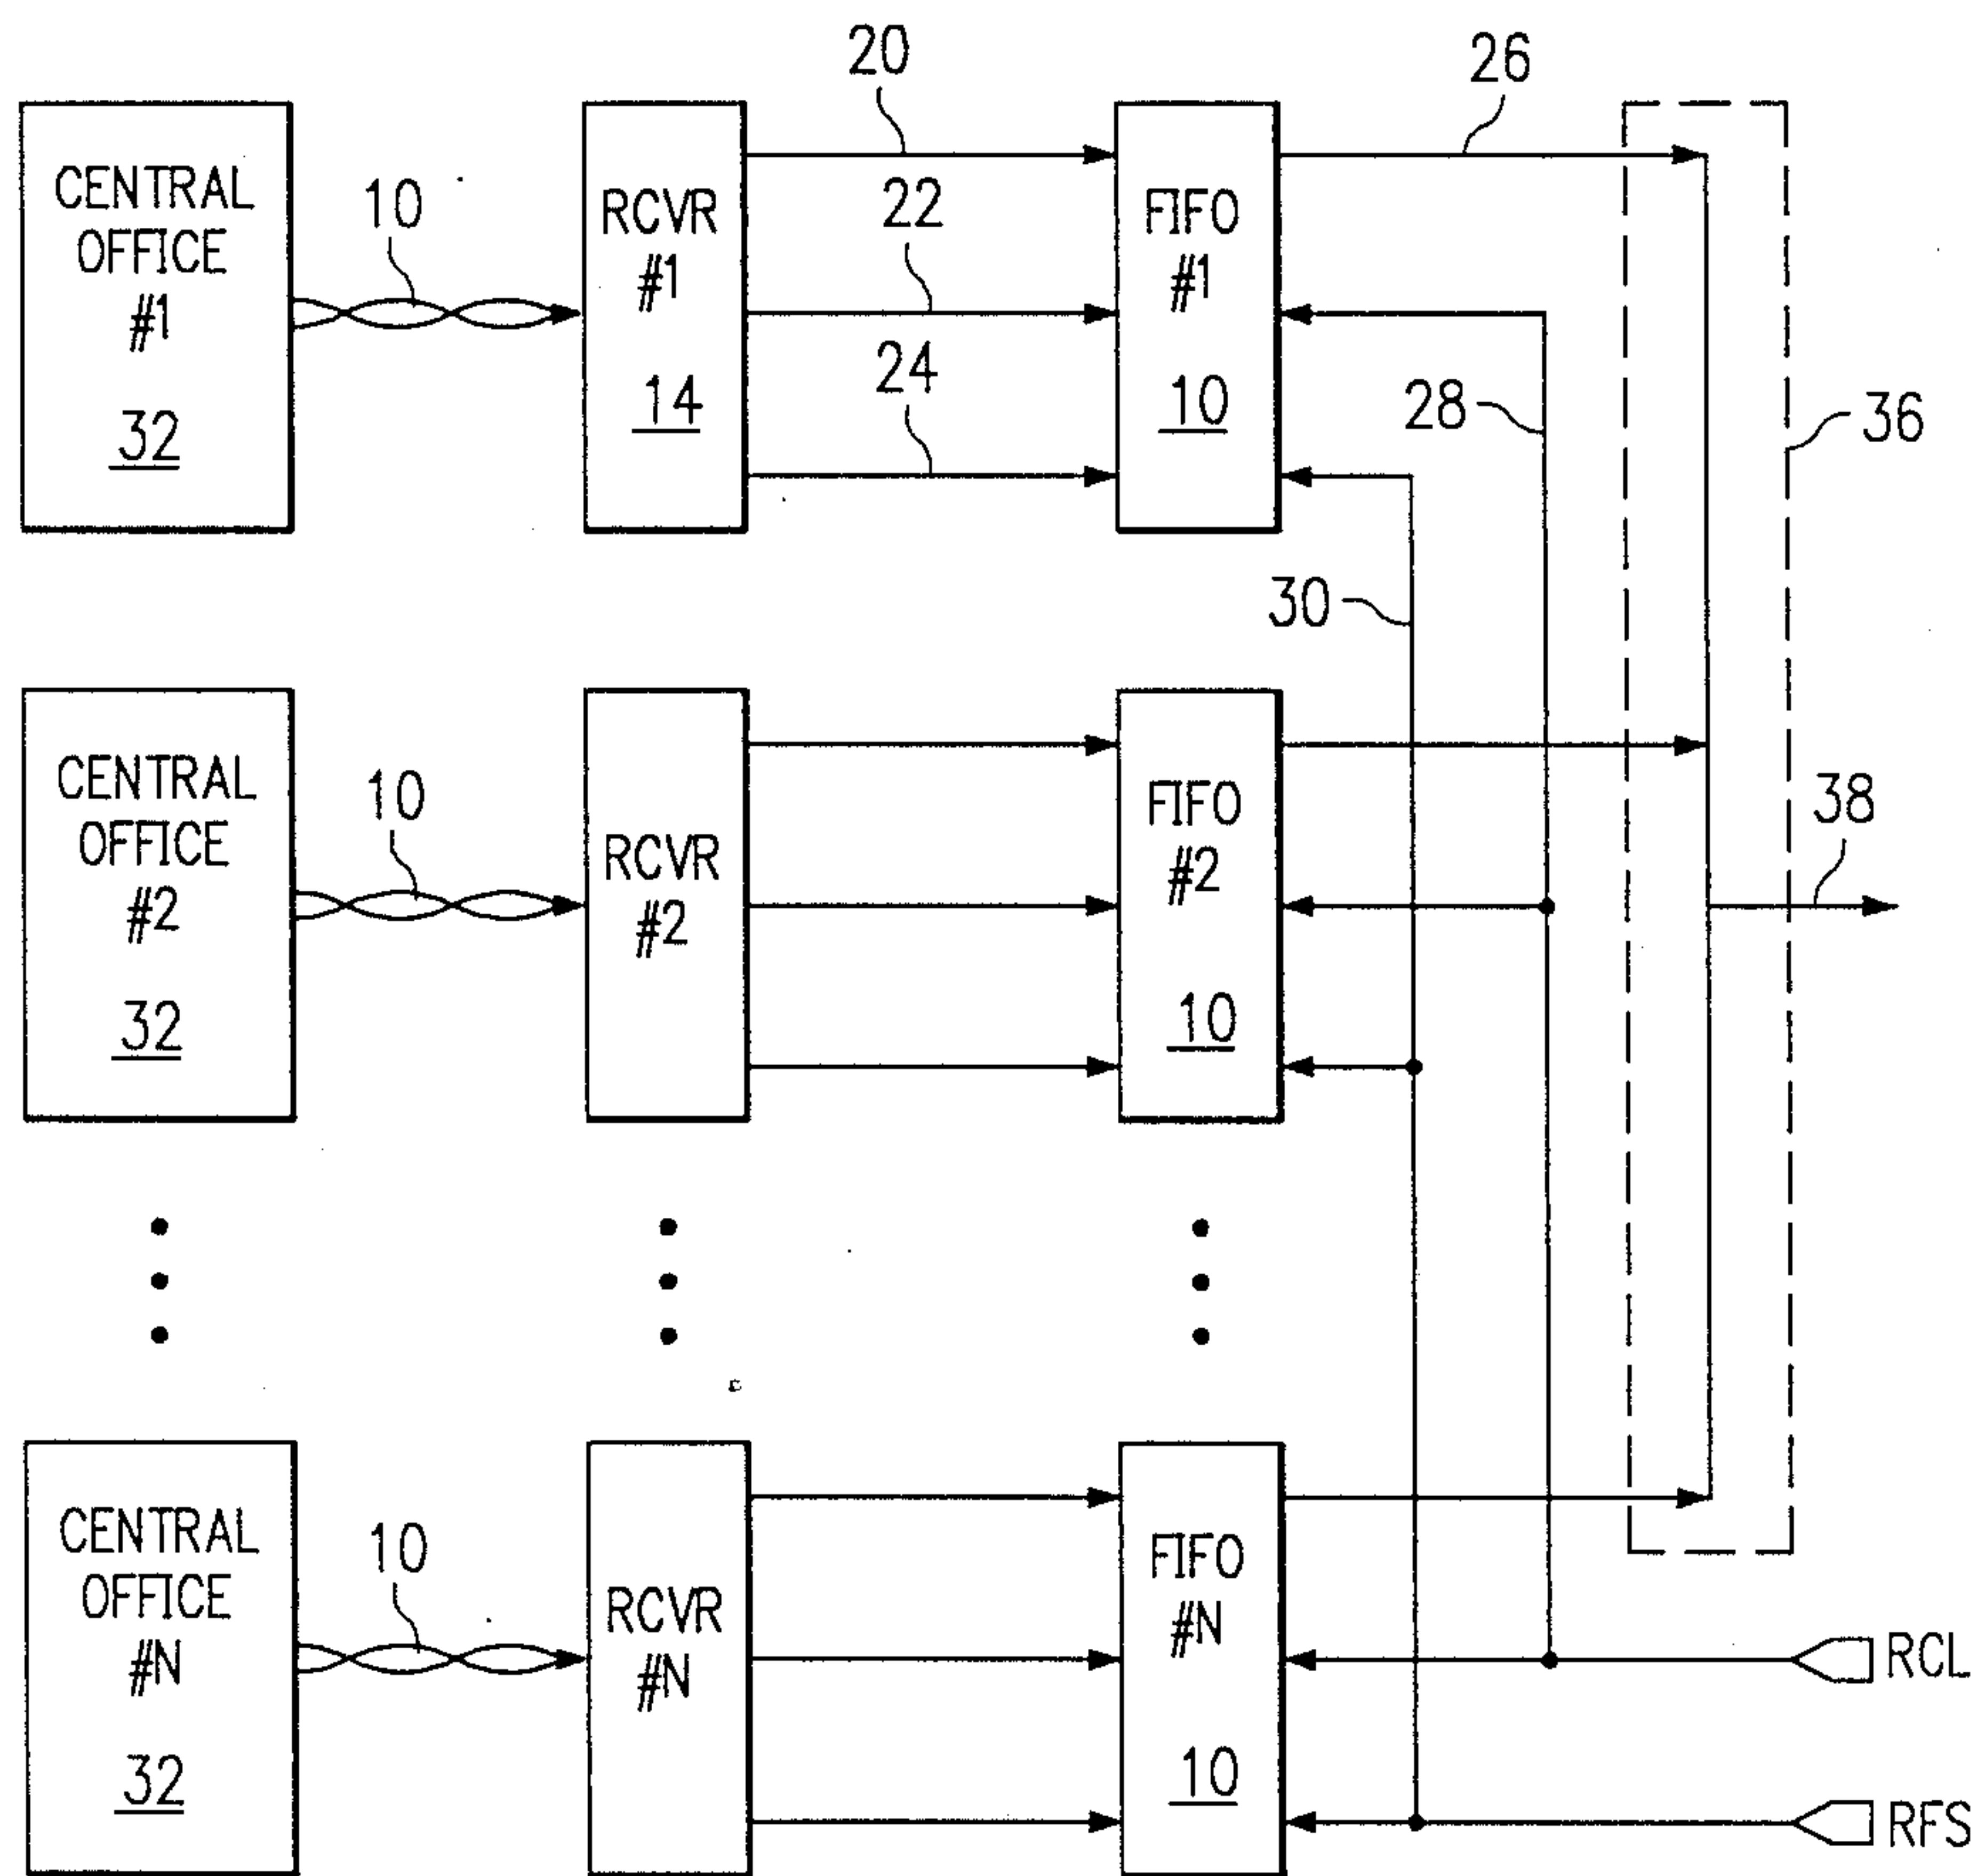 20
26
CENTRAL
OFFICE
#1
32
10
RCVR
#1
14
22
24
FIFO
#1
10
28
36
30
CENTRAL
OFFICE
#2
32
10
RCVR
#2
FIFO
#2
10
38
CENTRAL
OFFICE
#N
32
10
RCVR
#N
FIFO
#N
10
RCL
RFS